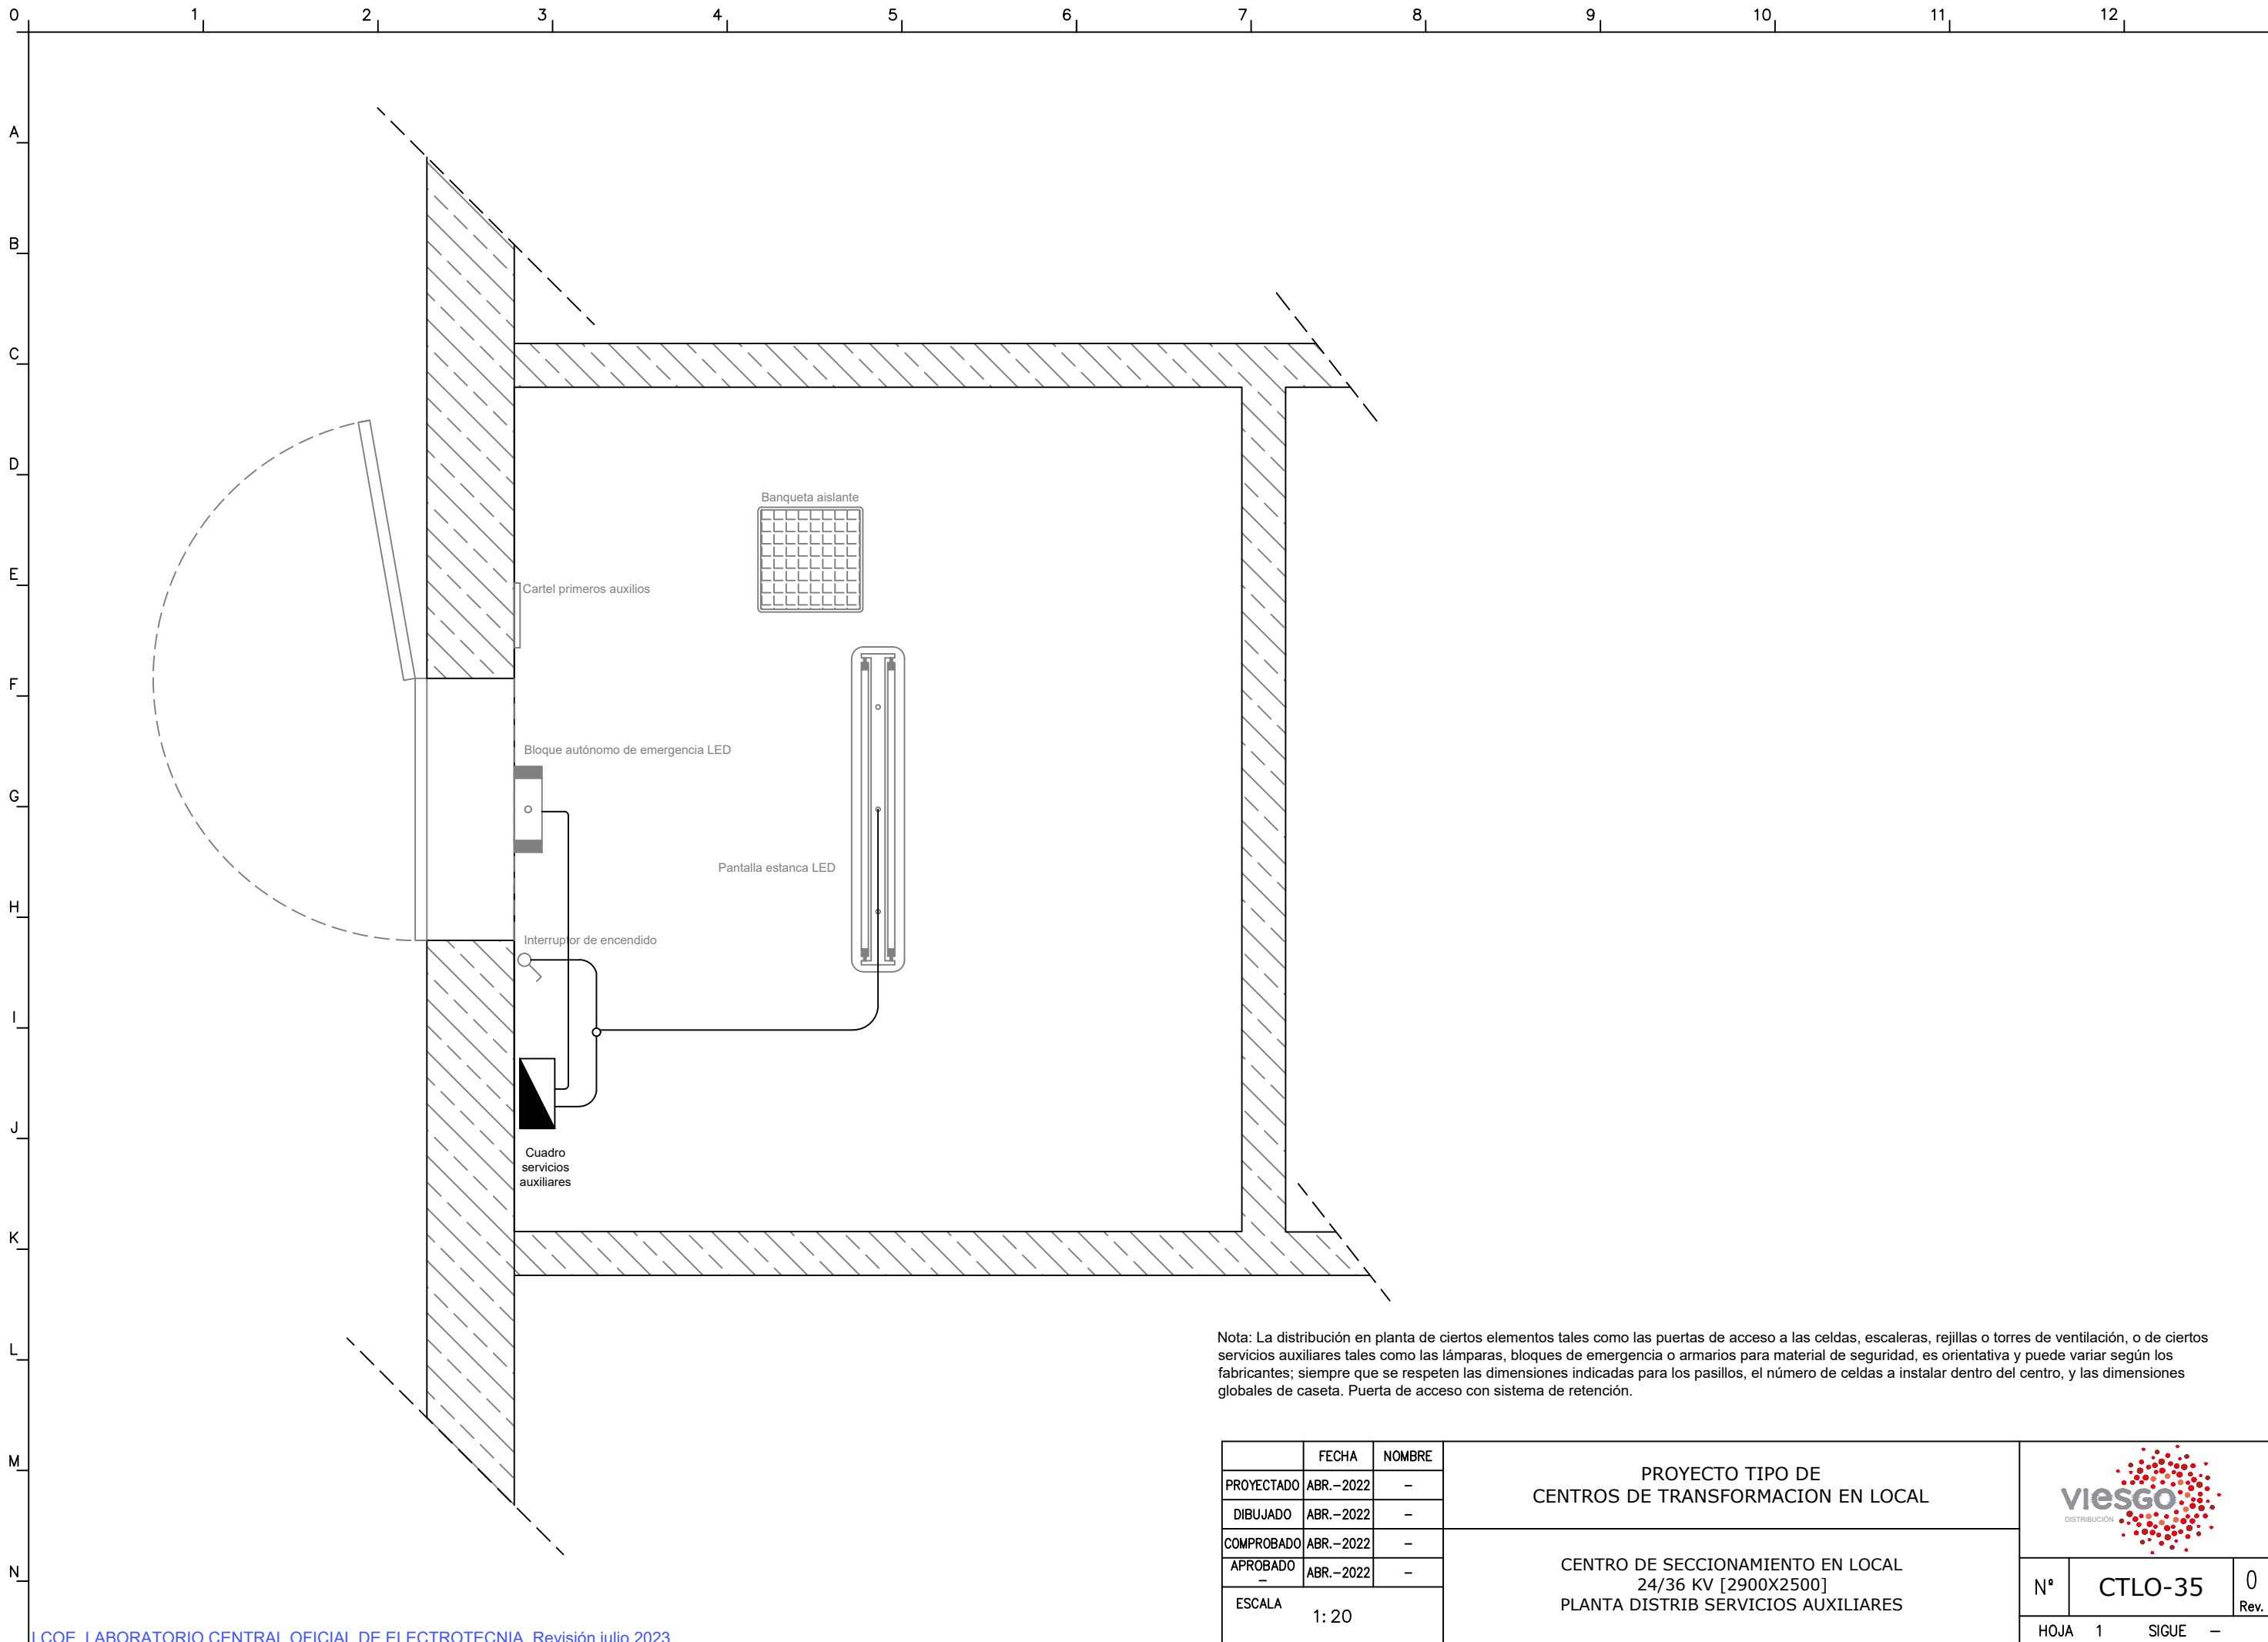 0 1 2 3 4 5 6 7 8 9 10 11 12
A
B
C
D
E
F
G
H
I
J
K
L
M
N
Banqueta aislante
Cartel primeros auxilios
Bloque autónomo de emergencia LED
Pantalla estanca LED
Interruptor de encendido
Cuadro
servicios
auxiliares
Nota: La distribución en planta de ciertos elementos tales como las puertas de acceso a las celdas, escaleras, rejillas o torres de ventilación, o de ciertos
servicios auxiliares tales como las lámparas, bloques de emergencia o armarios para material de seguridad, es orientativa y puede variar según los
fabricantes; siempre que se respeten las dimensiones indicadas para los pasillos, el número de celdas a instalar dentro del centro, y las dimensiones
globales de caseta. Puerta de acceso con sistema de retención.
FECHA NOMBRE
PROYECTADO ABR.-2022 -
DIBUJADO ABR.-2022 -
COMPROBADO ABR.-2022 -
APROBADO - ABR.-2022 -
ESCALA 1:20
PROYECTO TIPO DE
CENTROS DE TRANSFORMACION EN LOCAL
CENTRO DE SECCIONAMIENTO EN LOCAL
24/36 KV [2900X2500]
PLANTA DISTRIB SERVICIOS AUXILIARES
viesgo
DISTRIBUCIÓN
Nº CTLO-35 0 Rev.
HOJA 1 SIGUE -
LCOE. LABORATORIO CENTRAL OFICIAL DE ELECTROTECNIA. Revisión julio 2023